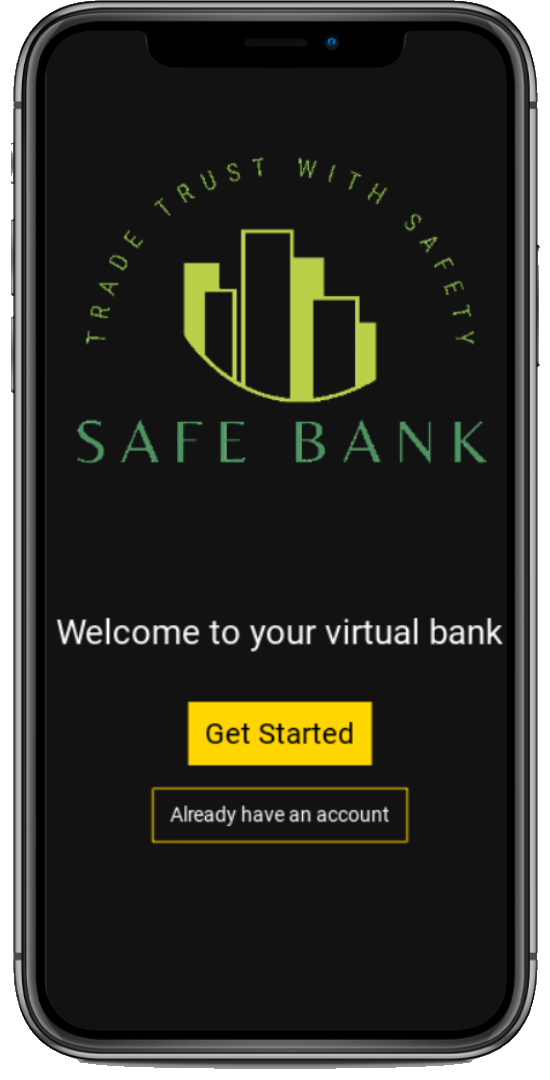 TRADE TRUST WITH SAFETY
SAFE BANK
Welcome to your virtual bank
Get Started
Already have an account